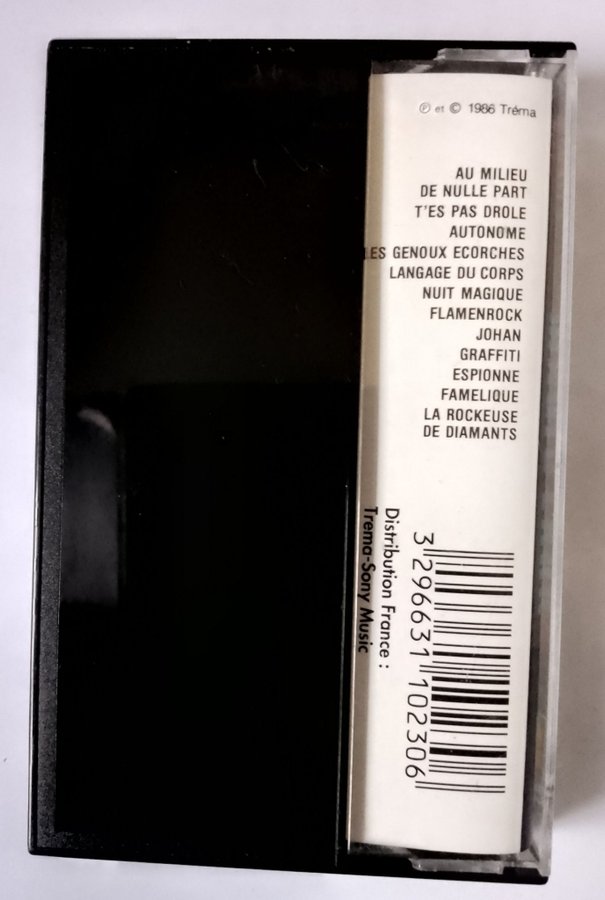 ℗ et © 1986 Tréma
AU MILIEU
DE NULLE PART
T'ES PAS DROLE
AUTONOME
LES GENOUX ECORCHES
LANGAGE DU CORPS
NUIT MAGIQUE
FLAMENROCK
JOHAN
GRAFFITI
ESPIONNE
FAMELIQUE
LA ROCKEUSE
DE DIAMANTS
Distribution France :
Trema-Sony Music
3 296631 102306